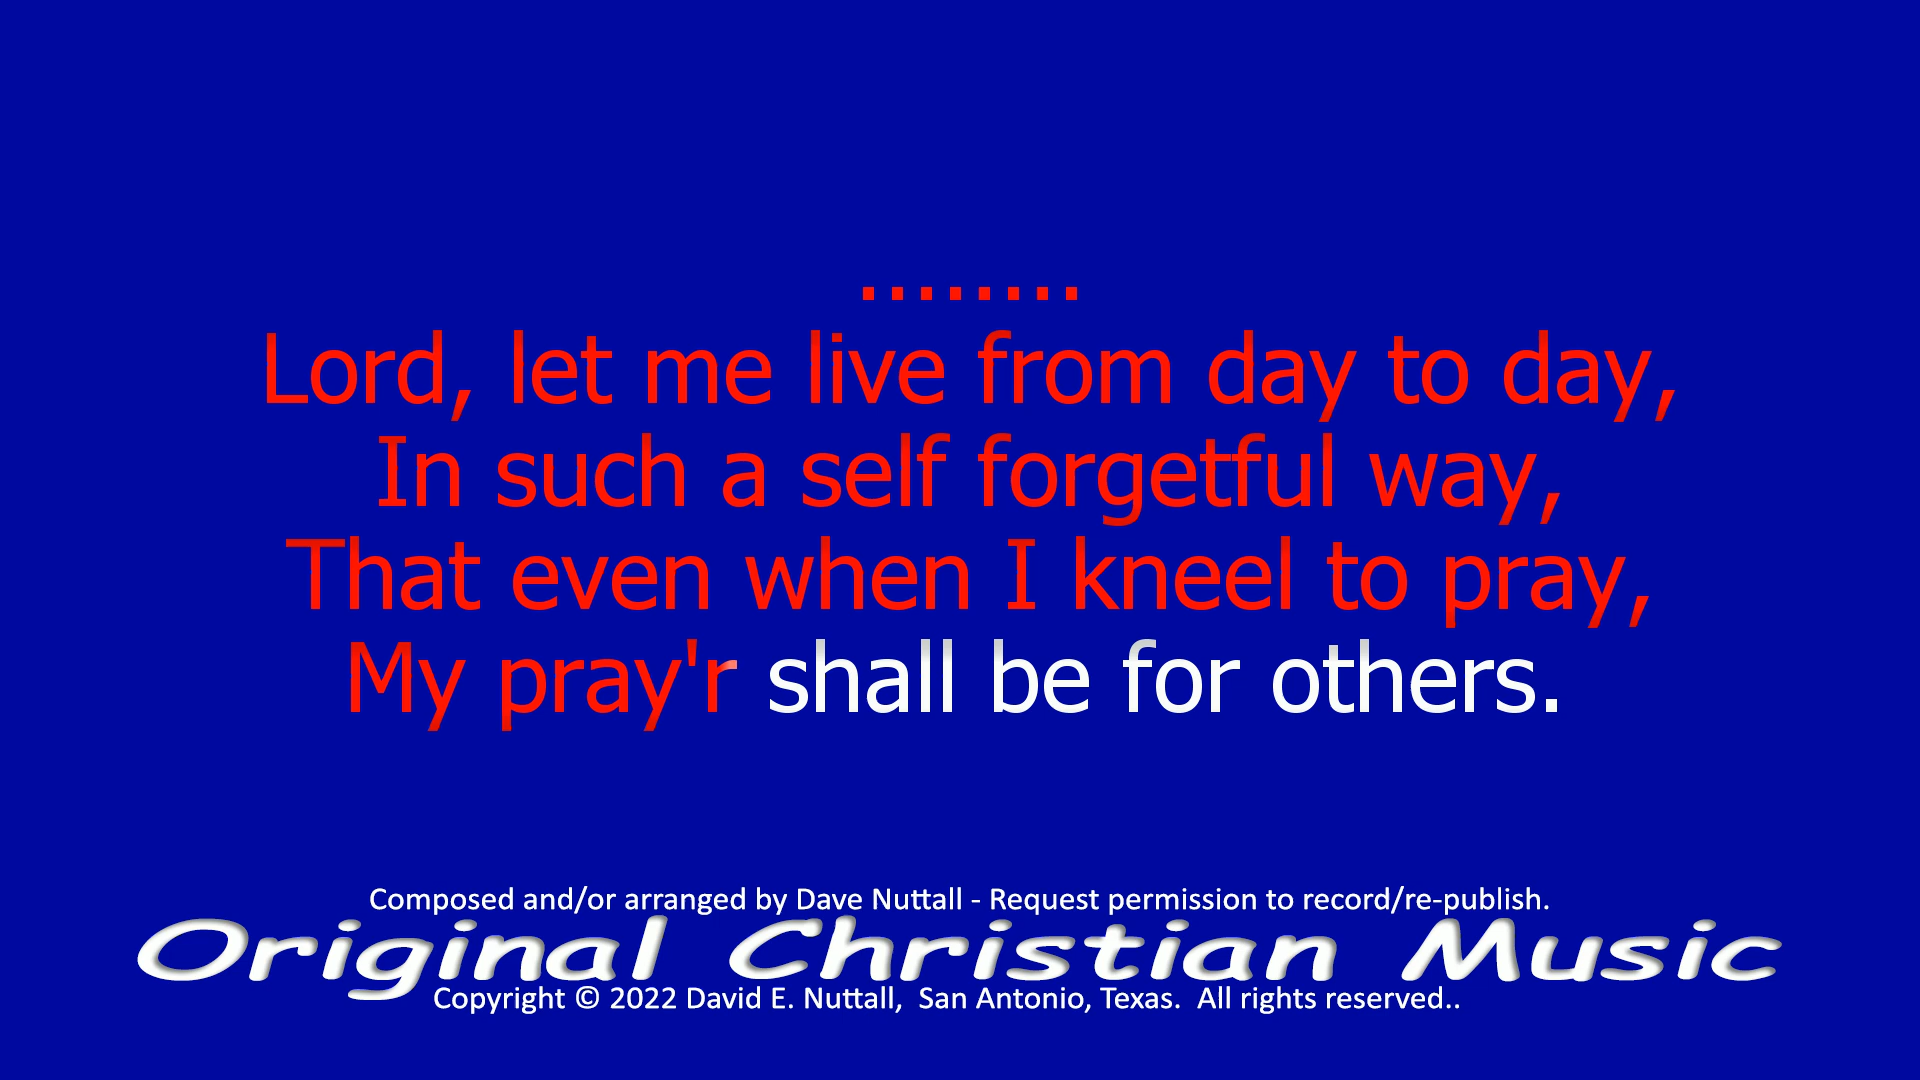 ........
Lord, let me live from day to day,
In such a self forgetful way,
That even when I kneel to pray,
My pray'r shall be for others.
Composed and/or arranged by Dave Nuttall - Request permission to record/re-publish.
Original Christian Music
Copyright © 2022 David E. Nuttall,  San Antonio, Texas.  All rights reserved..